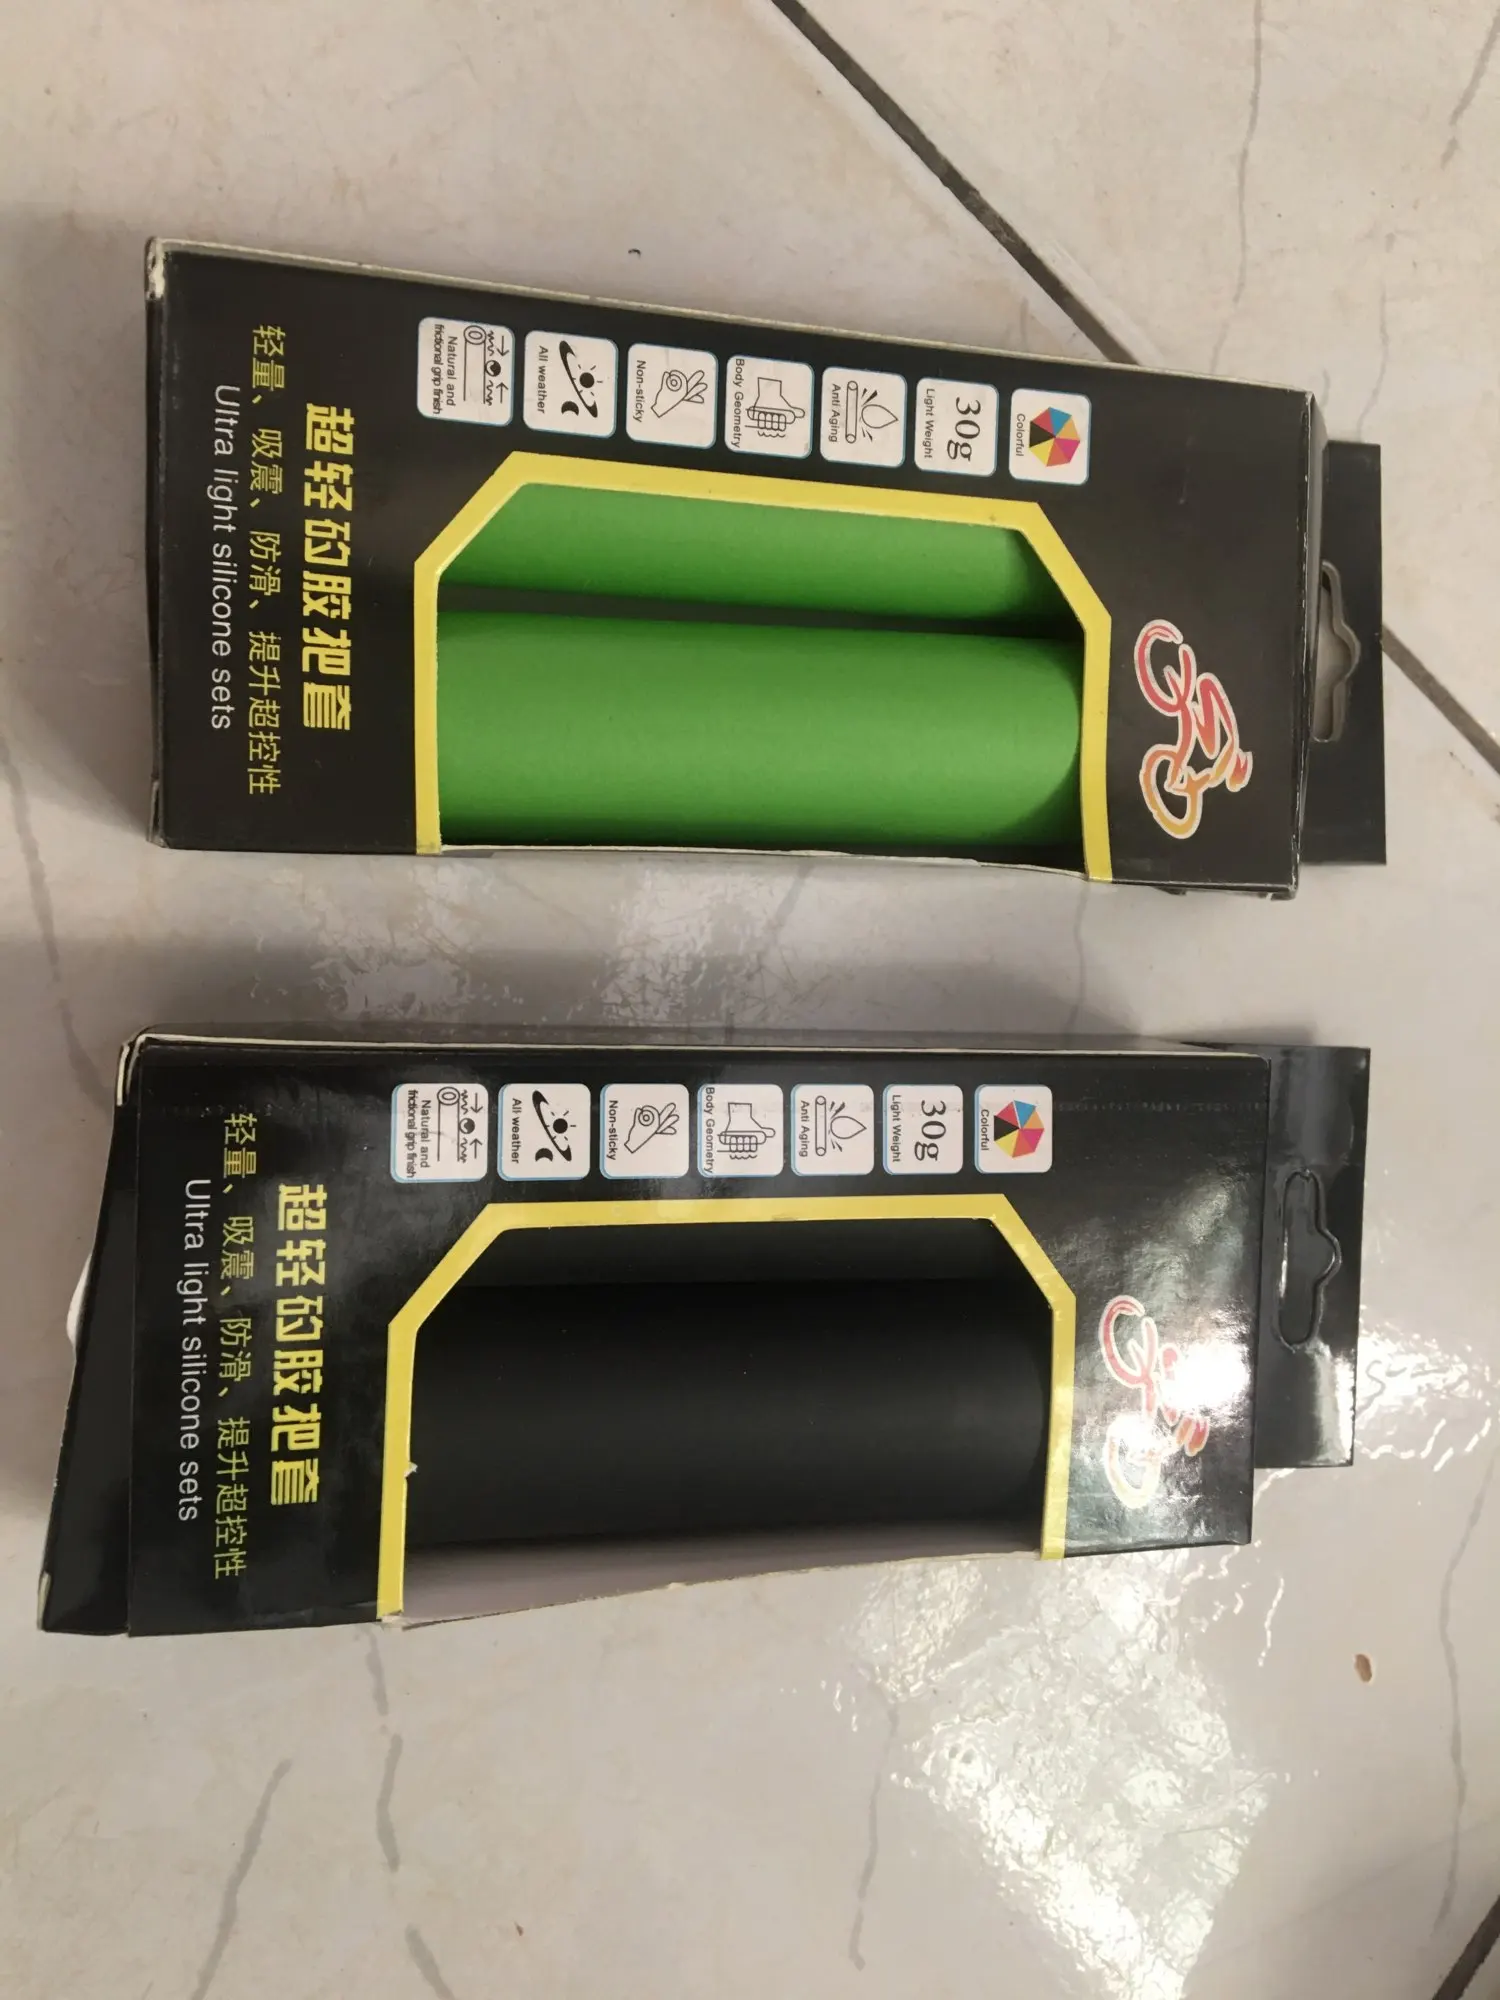 Colorful
30g
Light Weight
Anti Aging
Body Geometry
Non-sticky
All weather
Natural and
frictional grip finish
超轻的胶把套
轻量、吸震、防滑、提升超控性
Ultra light silicone sets
Colorful
30g
Light Weight
Anti Aging
Body Geometry
Non-sticky
All weather
Natural and
frictional grip finish
超轻的胶把套
轻量、吸震、防滑、提升超控性
Ultra light silicone sets